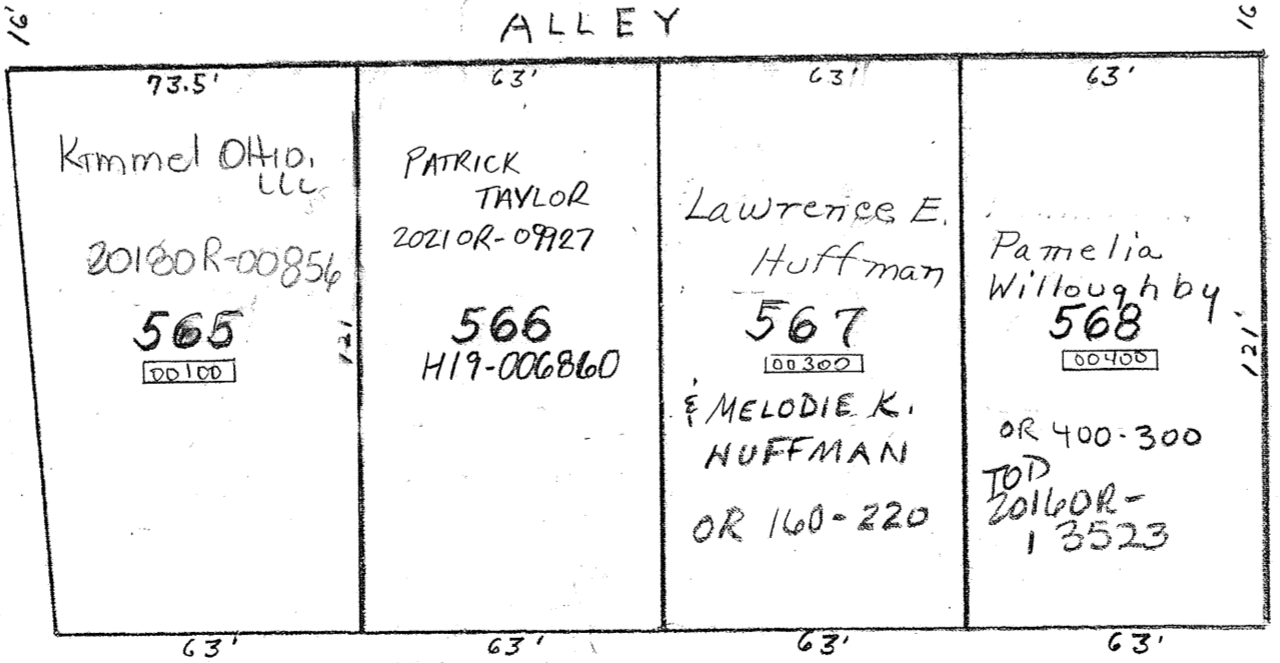 16'
ALLEY
16
73.5'
63'
63'
63'
Kimmel OHIO,
LLC
2018OR-00856
565
00100
121
63'
PATRICK
TAYLOR
2021OR-09927
566
H19-006860
63'
Lawrence E.
Huffman
567
00300
& MELODIE K.
HUFFMAN
OR 160-220
63'
Pamelia
Willoughby
568
00400
121'
OR 400-300
TOD
2016OR-
13523
63'